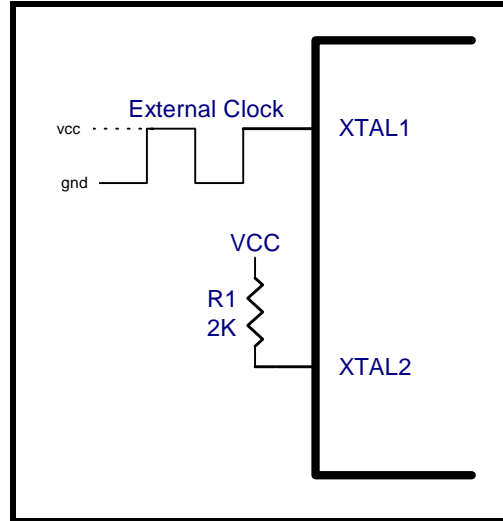 External Clock
vcc
XTAL1
gnd
VCC
R1
2K
XTAL2